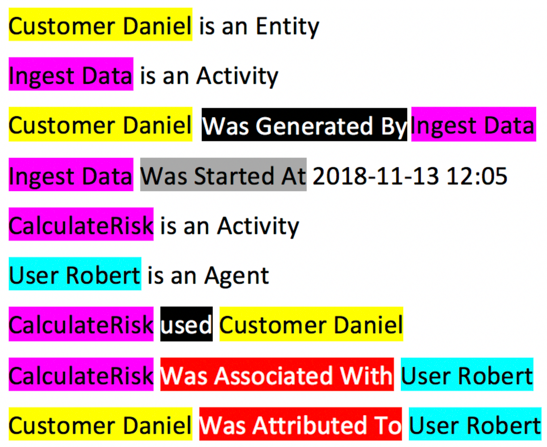 Customer Daniel is an Entity
Ingest Data is an Activity
Customer Daniel Was Generated By Ingest Data
Ingest Data Was Started At 2018-11-13 12:05
CalculateRisk is an Activity
User Robert is an Agent
CalculateRisk used Customer Daniel
CalculateRisk Was Associated With User Robert
Customer Daniel Was Attributed To User Robert